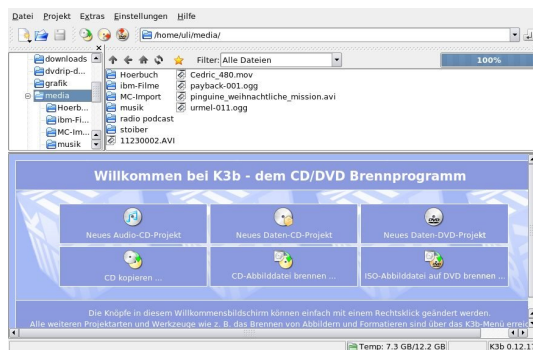 Datei Projekt Extras Einstellungen Hilfe
/home/uli/media/
Filter: Alle Dateien
100%
downloads
dvdrip-d...
grafik
media
Hoerb...
ibm-Fi...
MC-Im...
musik
Hoerbuch
ibm-Filme
MC-Import
musik
radio podcast
stoiber
11230002.AVI
Cedric_480.mov
payback-001.ogg
pinguine_weihnachtliche_mission.avi
urmel-011.ogg
Willkommen bei K3b - dem CD/DVD Brennprogramm
Neues Audio-CD-Projekt
Neues Daten-CD-Projekt
Neues Daten-DVD-Projekt
CD kopieren ...
CD-Abbilddatei brennen ...
ISO-Abbilddatei auf DVD brennen ...
Die Knöpfe in diesem Willkommensbildschirm können einfach mit einem Rechtsklick geändert werden.
Alle weiteren Projektarten und Werkzeuge wie z. B. das Brennen von Abbildern und Formatieren sind über das K3b-Menü erreic
Temp: 7.3 GB/12.2 GB
K3b 0.12.1